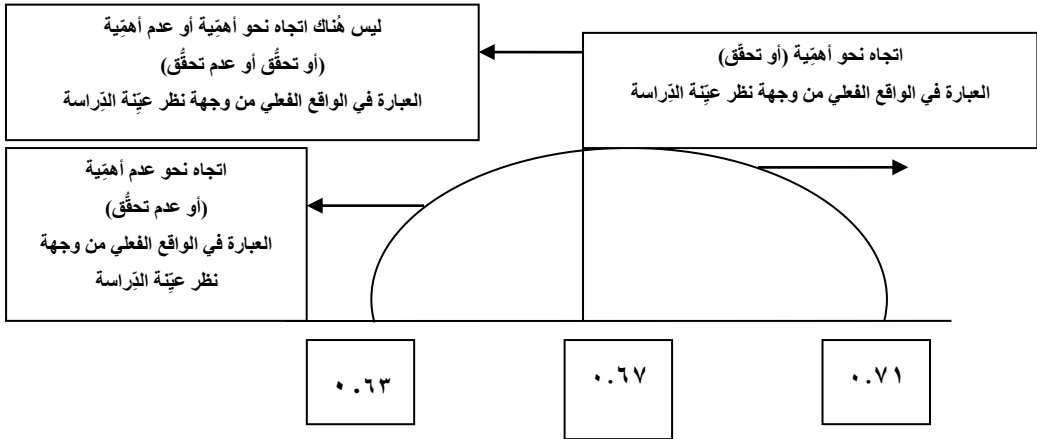 ليس هُناك اتجاه نحو أهمِّية أو عدم أهمِّية
(أو تحقُّق أو عدم تحقُّق)
العبارة في الواقع الفعلي من وجهة نظر عيِّنة الدِّراسة
اتجاه نحو أهمِّية (أو تحقّق)
العبارة في الواقع الفعلي من وجهة نظر عيِّنة الدِّراسة
اتجاه نحو عدم أهمِّية
(أو عدم تحقُّق)
العبارة في الواقع الفعلي من وجهة
نظر عيِّنة الدِّراسة
٠.٦٣
٠.٦٧
٠.٧١